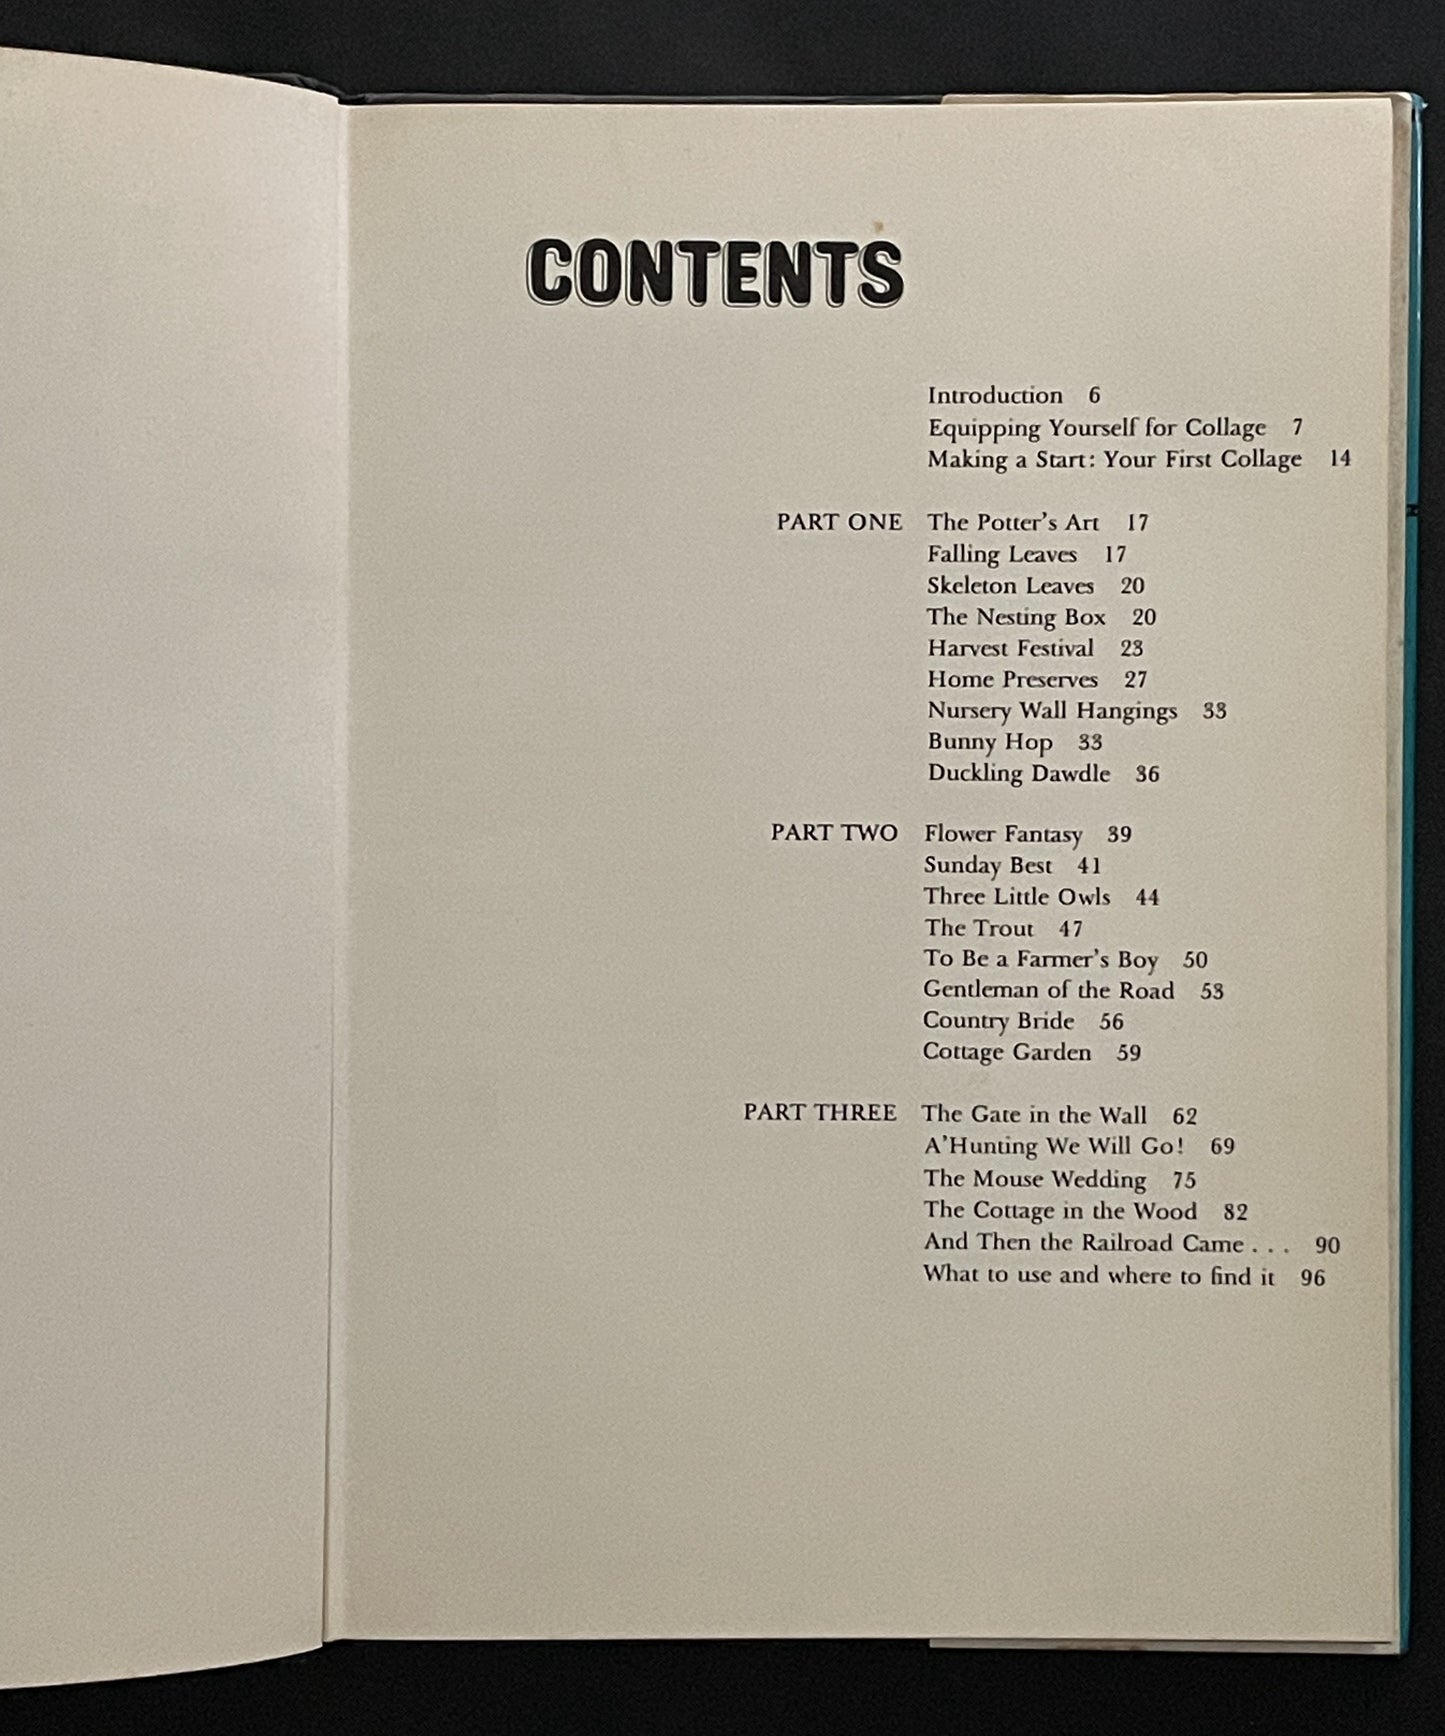 CONTENTS
Introduction 6
Equipping Yourself for Collage 7
Making a Start: Your First Collage 14
PART ONE The Potter's Art 17
Falling Leaves 17
Skeleton Leaves 20
The Nesting Box 20
Harvest Festival 23
Home Preserves 27
Nursery Wall Hangings 33
Bunny Hop 33
Duckling Dawdle 36
PART TWO Flower Fantasy 39
Sunday Best 41
Three Little Owls 44
The Trout 47
To Be a Farmer's Boy 50
Gentleman of the Road 53
Country Bride 56
Cottage Garden 59
PART THREE The Gate in the Wall 62
A'Hunting We Will Go! 69
The Mouse Wedding 75
The Cottage in the Wood 82
And Then the Railroad Came . . . 90
What to use and where to find it 96